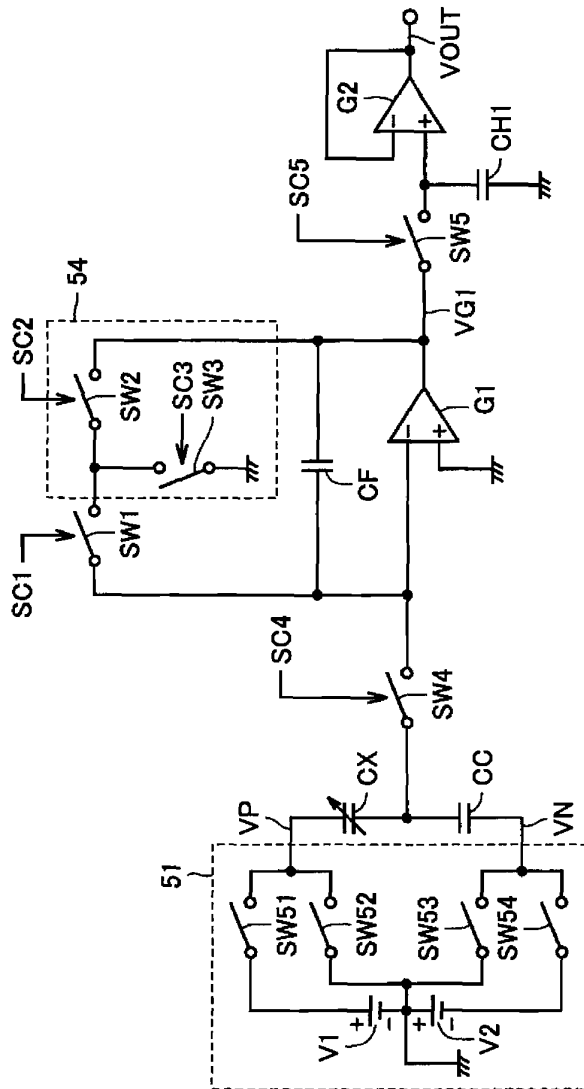 51
SW51
SW52
SW53
SW54
V1
+
-
V2
+
-
VP
CX
CC
VN
SC4
SW4
SC1
SW1
SC2
54
SW2
SC3
SW3
CF
-
+
G1
VG1
SC5
SW5
CH1
-
+
G2
VOUT